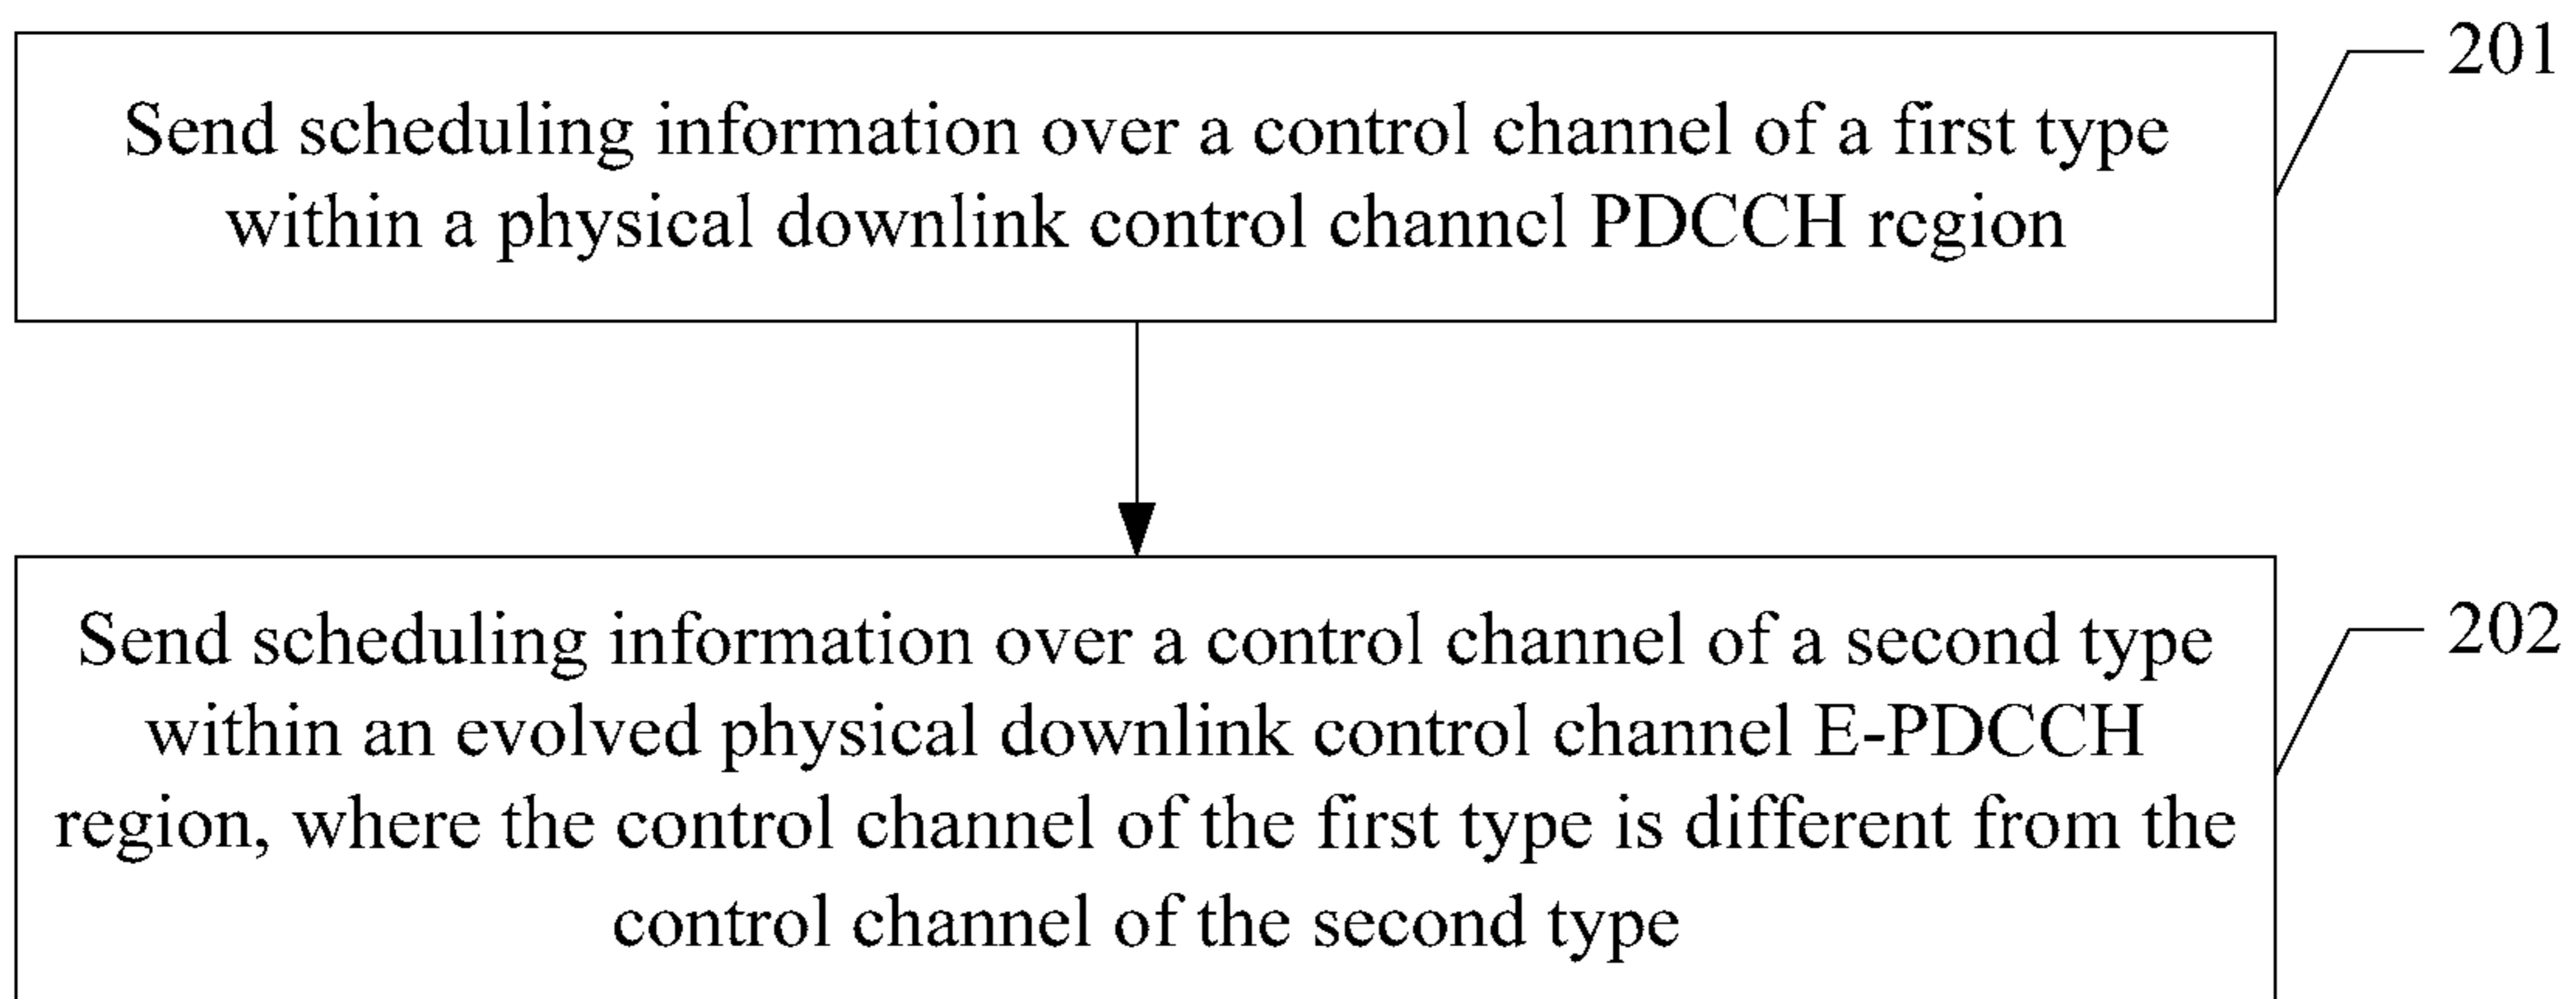 201
Send scheduling information over a control channel of a first type
within a physical downlink control channel PDCCH region
202
Send scheduling information over a control channel of a second type
within an evolved physical downlink control channel E-PDCCH
region, where the control channel of the first type is different from the
control channel of the second type